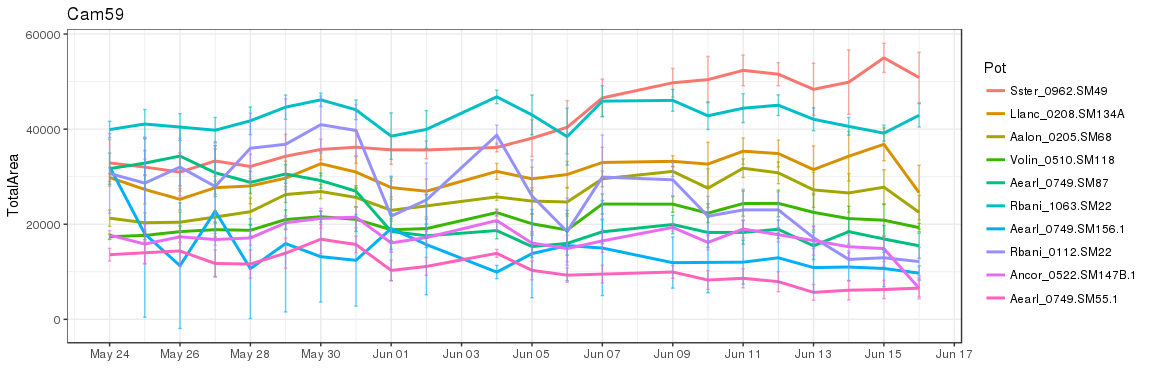 Cam59
TotalArea
60000
40000
20000
0
May 24 May 26 May 28 May 30 Jun 01 Jun 03 Jun 05 Jun 07 Jun 09 Jun 11 Jun 13 Jun 15 Jun 17
Pot
Sster_0962.SM49
Llanc_0208.SM134A
Aalon_0205.SM68
Volin_0510.SM118
Aearl_0749.SM87
Rbani_1063.SM22
Aearl_0749.SM156.1
Rbani_0112.SM22
Ancor_0522.SM147B.1
Aearl_0749.SM55.1